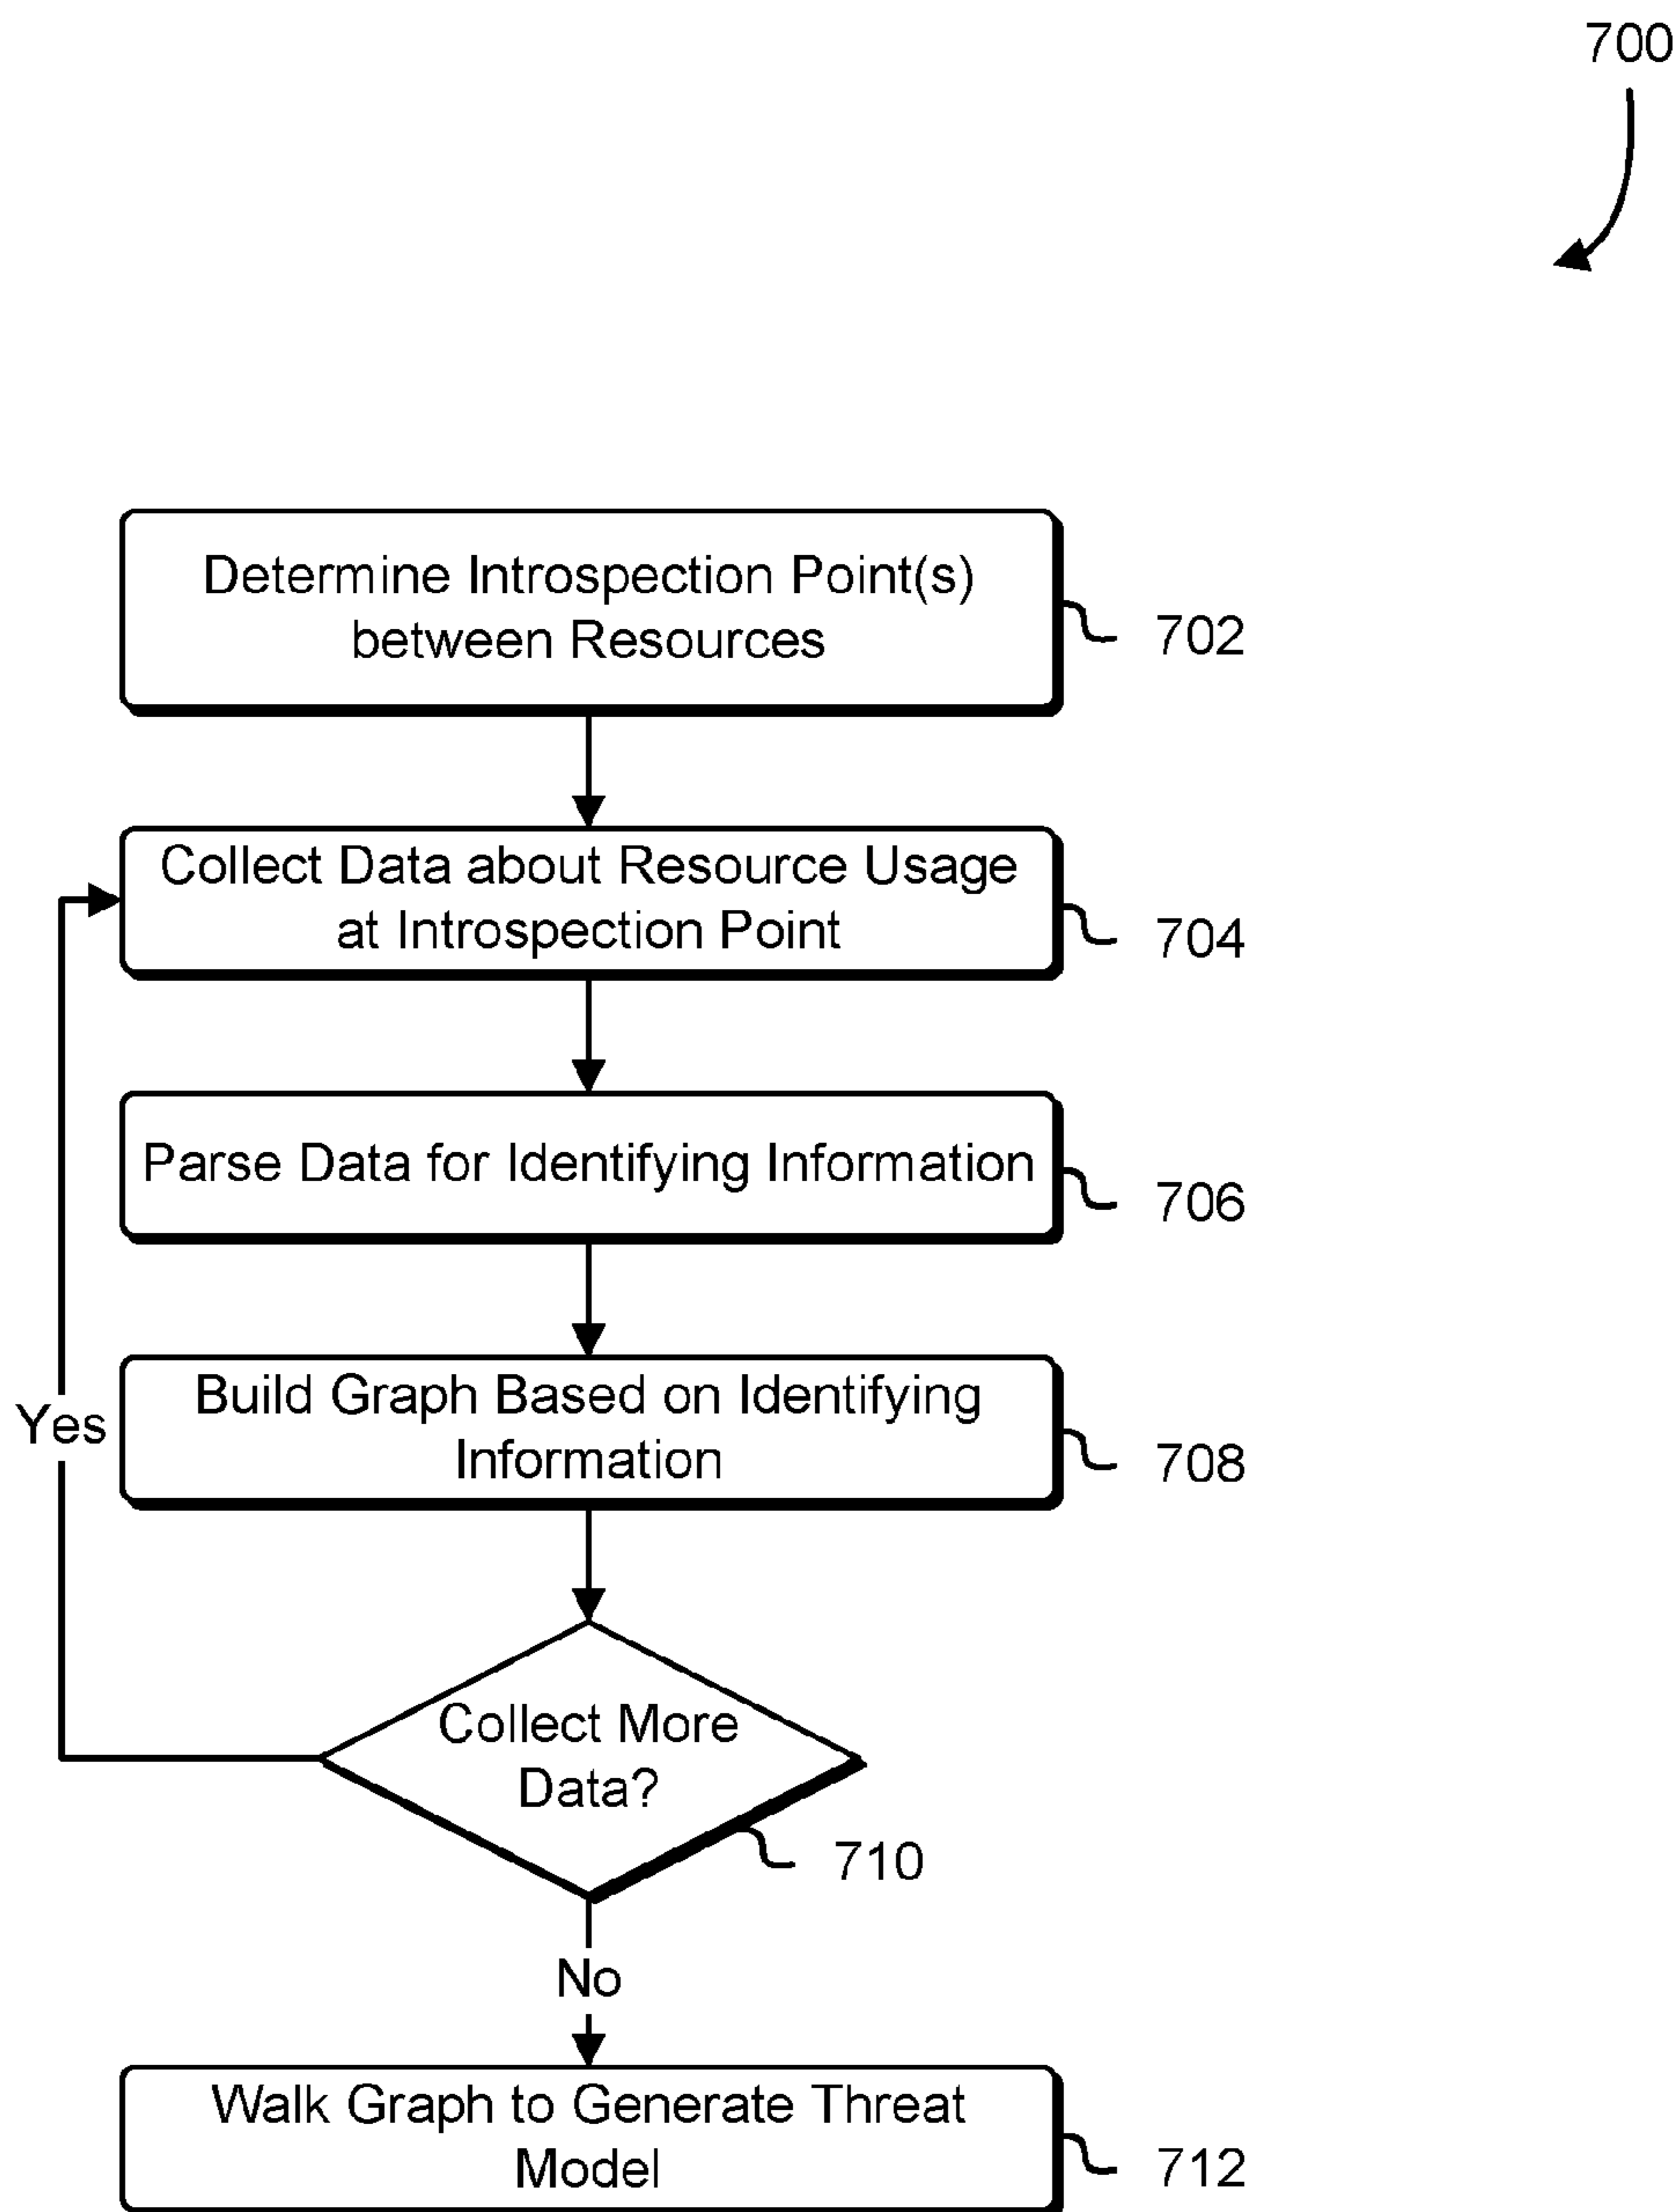 700
Determine Introspection Point(s)
between Resources
702
Collect Data about Resource Usage
at Introspection Point
704
Parse Data for Identifying Information
706
Build Graph Based on Identifying
Information
708
Yes
Collect More
Data?
710
No
Walk Graph to Generate Threat
Model
712